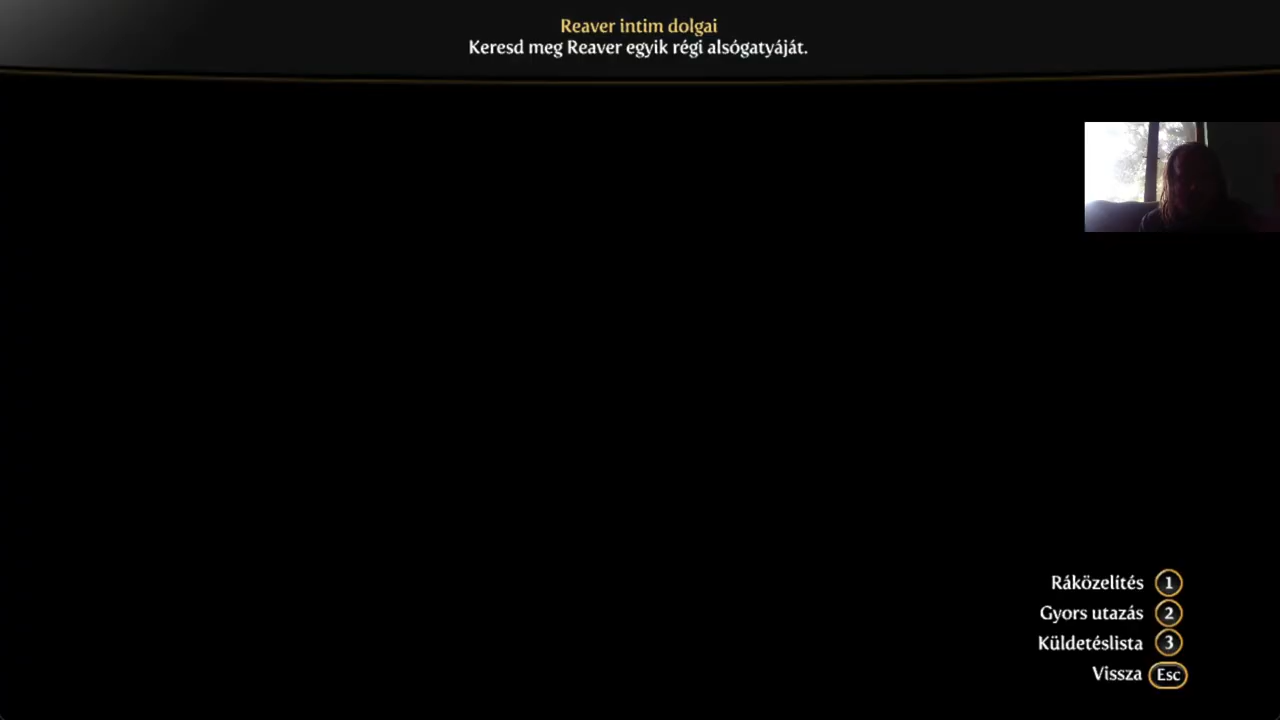 Reaver intim dolgai
Keresd meg Reaver egyik régi alsógatyáját.
Ráközelítés 1
Gyors utazás 2
Küldetéslista 3
Vissza Esc